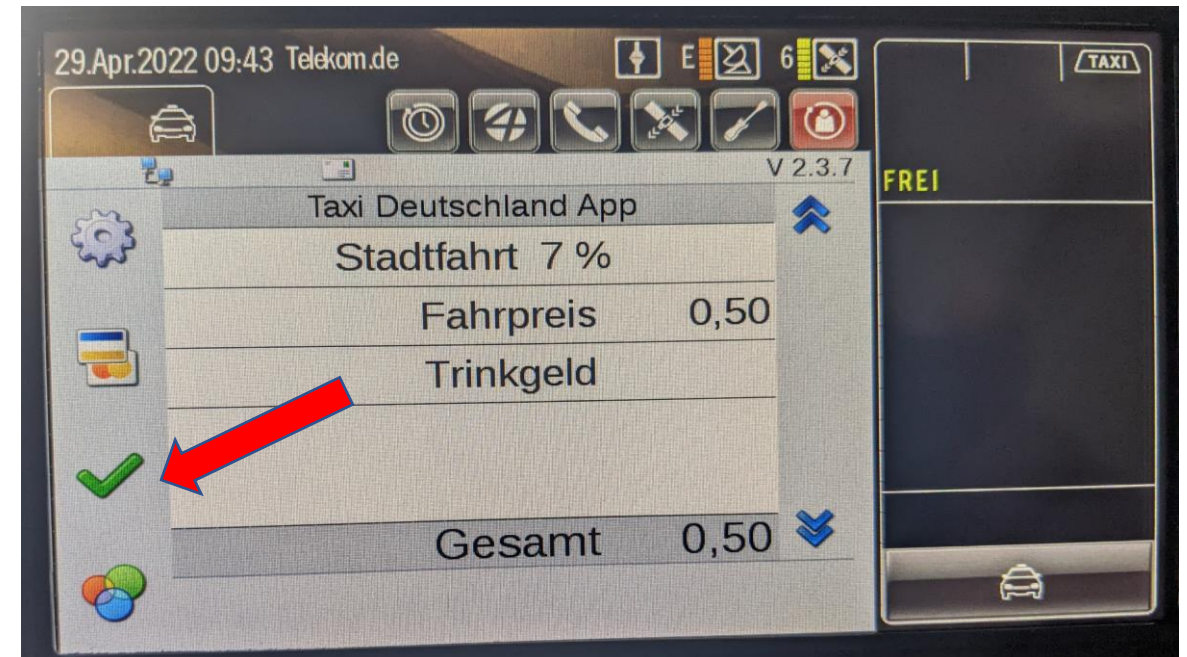 29.Apr.2022 09:43 Telekom.de E 6
TAXI
V 2.3.7
FREI
Taxi Deutschland App
Stadtfahrt 7 %
Fahrpreis 0,50
Trinkgeld
Gesamt 0,50